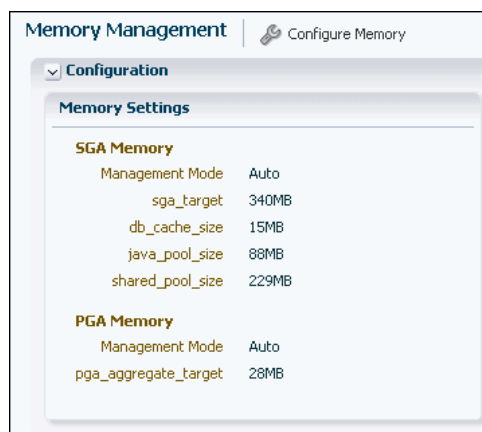 Memory Management Configure Memory
Configuration
Memory Settings
SGA Memory
Management Mode Auto
sga_target 340MB
db_cache_size 15MB
java_pool_size 88MB
shared_pool_size 229MB
PGA Memory
Management Mode Auto
pga_aggregate_target 28MB